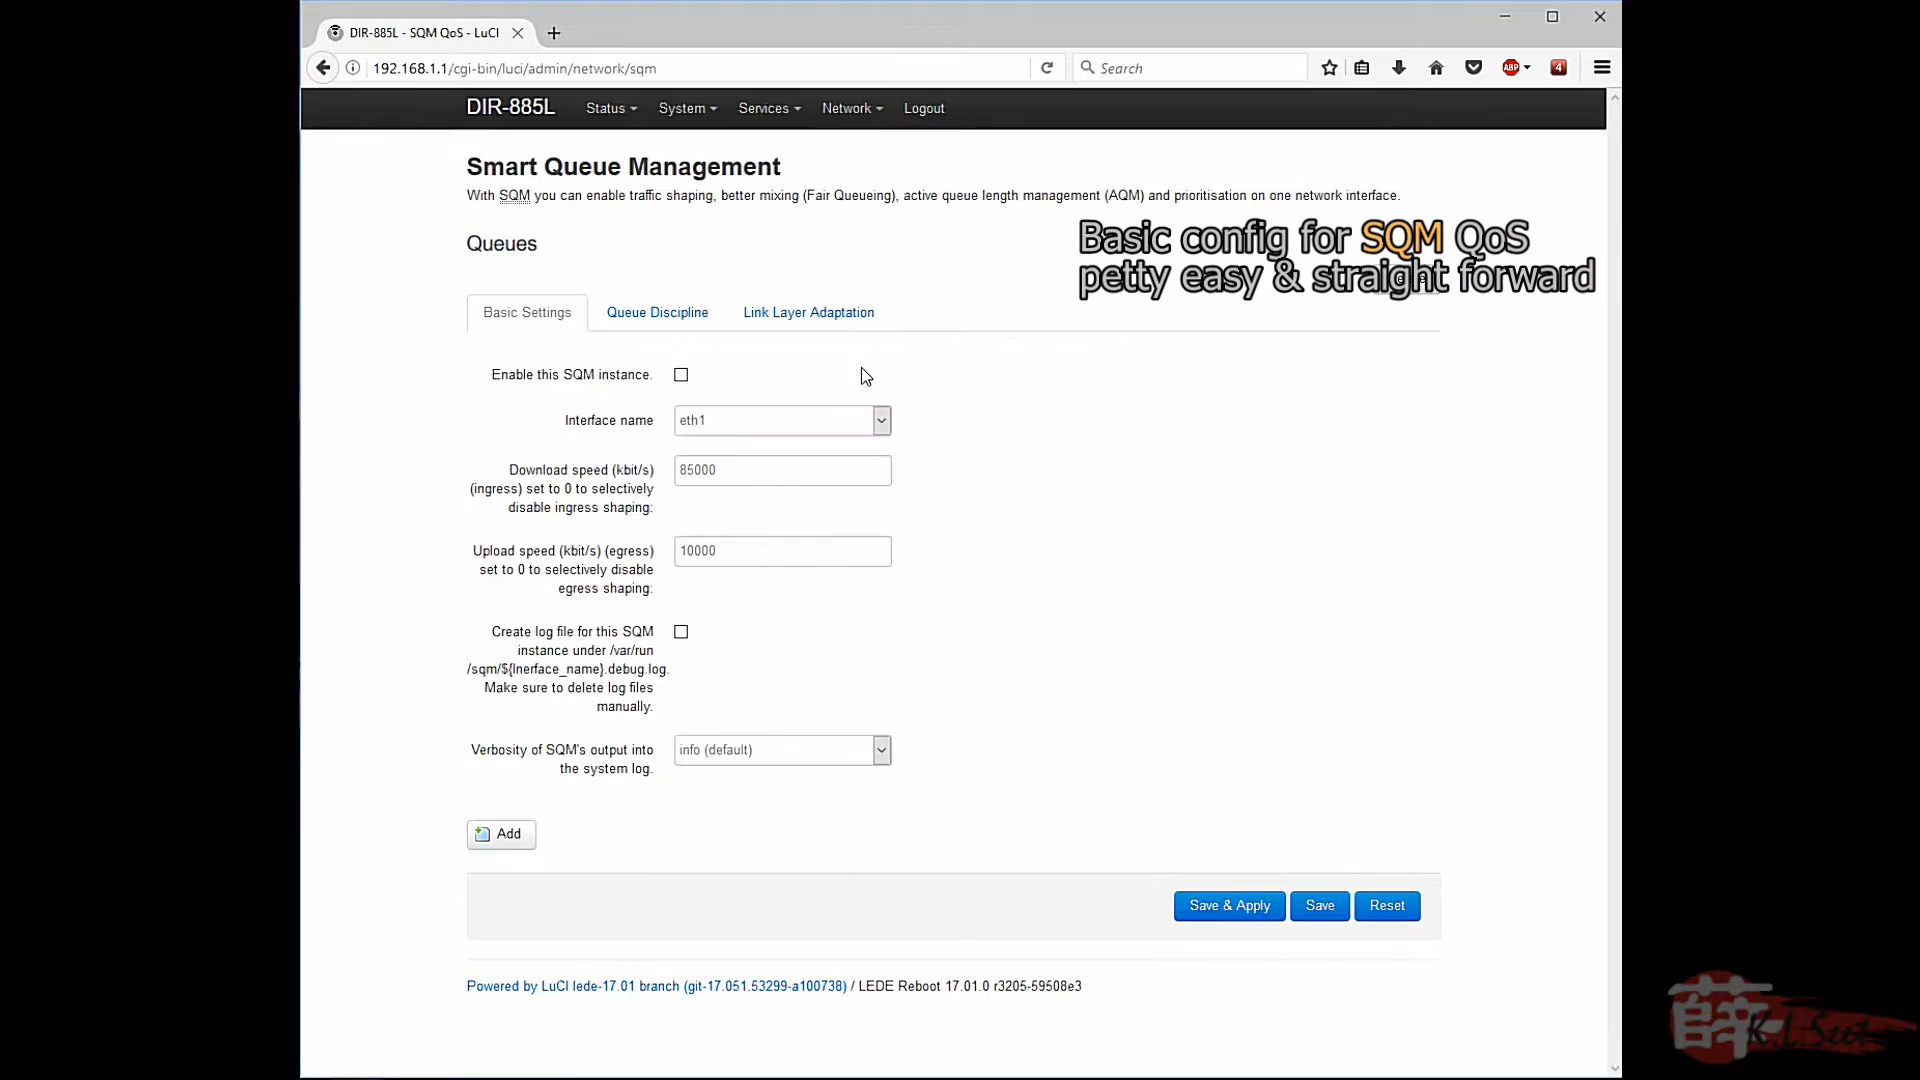 DIR-885L - SQM QoS - LuCI
192.168.1.1/cgi-bin/luci/admin/network/sqm
Search
ABP
4
DIR-885L Status System Services Network Logout
Smart Queue Management
With SQM you can enable traffic shaping, better mixing (Fair Queueing), active queue length management (AQM) and prioritisation on one network interface.
Basic config for SQM QoS
petty easy & straight forward
Queues
Basic Settings Queue Discipline Link Layer Adaptation
Enable this SQM instance.
Interface name eth1
Download speed (kbit/s) 85000
(ingress) set to 0 to selectively
disable ingress shaping:
Upload speed (kbit/s) (egress) 10000
set to 0 to selectively disable
egress shaping:
Create log file for this SQM
instance under /var/run
/sqm/${Inerface_name}.debug.log.
Make sure to delete log files
manually.
Verbosity of SQM's output into info (default)
the system log.
Add
Save & Apply Save Reset
Powered by LuCI lede-17.01 branch (git-17.051.53299-a100738) / LEDE Reboot 17.01.0 r3205-59508e3
薛 K.L.Seet